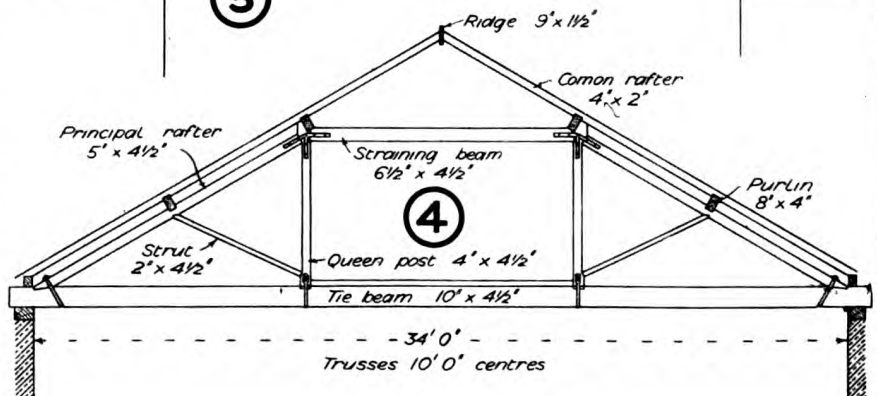 3
Ridge 9" x 1½"
Comon rafter
4" x 2"
Principal rafter
5" x 4½"
Straining beam
6½" x 4½"
Purlin
8" x 4"
4
Strut
2" x 4½"
Queen post 4" x 4½"
Tie beam 10" x 4½"
34' 0"
Trusses 10' 0" centres